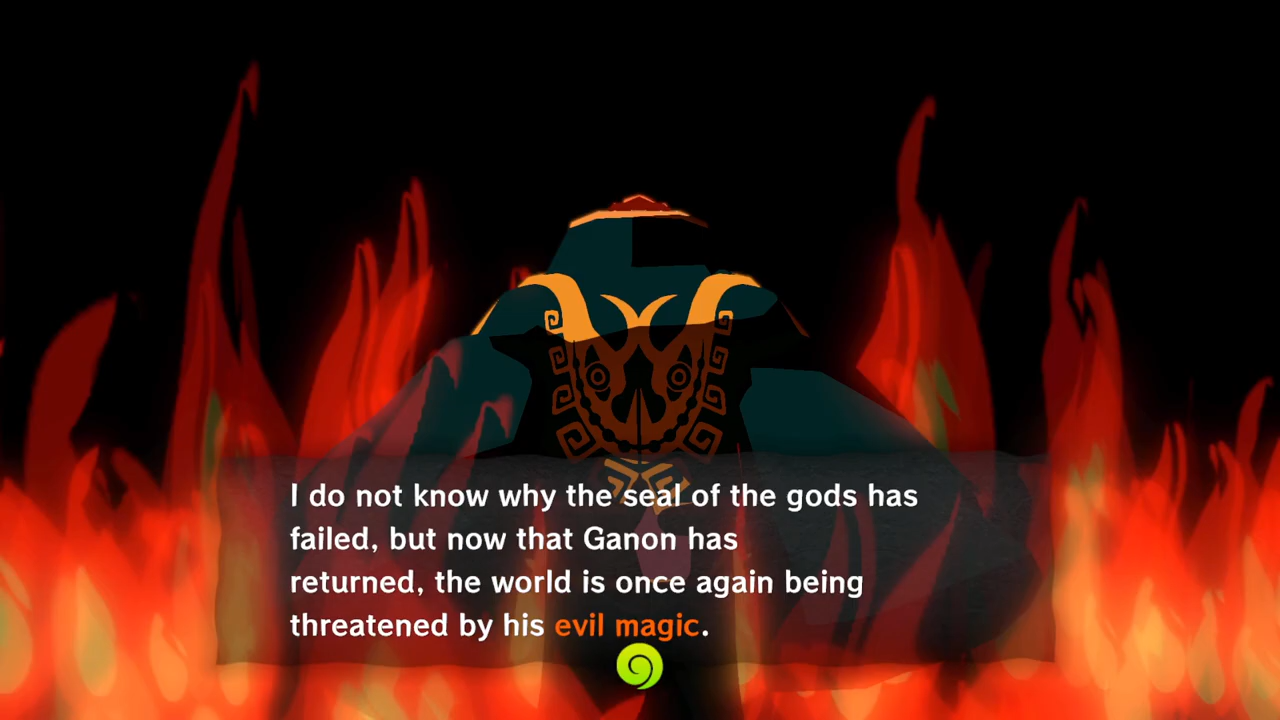 I do not know why the seal of the gods has
failed, but now that Ganon has
returned, the world is once again being
threatened by his evil magic.